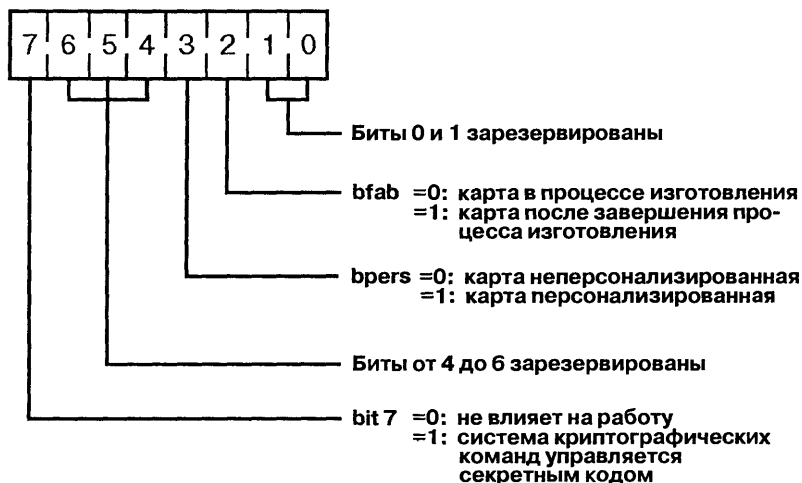 7 6 5 4 3 2 1 0
Биты 0 и 1 зарезервированы
bfab =0: карта в процессе изготовления
=1: карта после завершения про-
цесса изготовления
bpers =0: карта неперсонализированная
=1: карта персонализированная
Биты от 4 до 6 зарезервированы
bit 7 =0: не влияет на работу
=1: система криптографических
команд управляется
секретным кодом